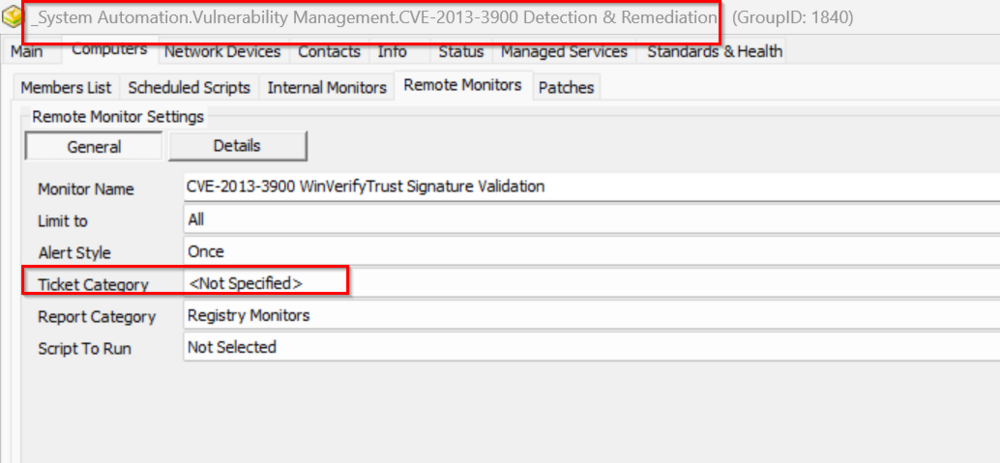 _System Automation.Vulnerability Management.CVE-2013-3900 Detection & Remediation (GroupID: 1840)
Main Computers Network Devices Contacts Info Status Managed Services Standards & Health
Members List Scheduled Scripts Internal Monitors Remote Monitors Patches
Remote Monitor Settings
General Details
Monitor Name CVE-2013-3900 WinVerifyTrust Signature Validation
Limit to All
Alert Style Once
Ticket Category <Not Specified>
Report Category Registry Monitors
Script To Run Not Selected